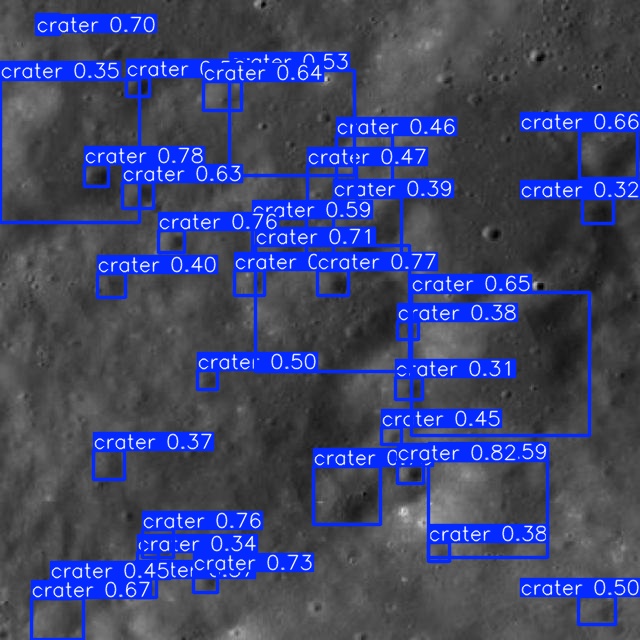 crater 0.70
crater 0.53
crater 0.35
crater 0.64
crater 0.66
crater 0.46
crater 0.78
crater 0.47
crater 0.63
crater 0.39
crater 0.32
crater 0.59
crater 0.76
crater 0.71
crater 0.40
crater
crater 0.77
crater 0.65
crater 0.38
crater 0.50
crater 0.31
crater 0.45
crater 0.37
crater
crater 0.82
.59
crater 0.76
crater 0.38
crater 0.34
crater 0.73
crater 0.45
crater 0.67
crater 0.50